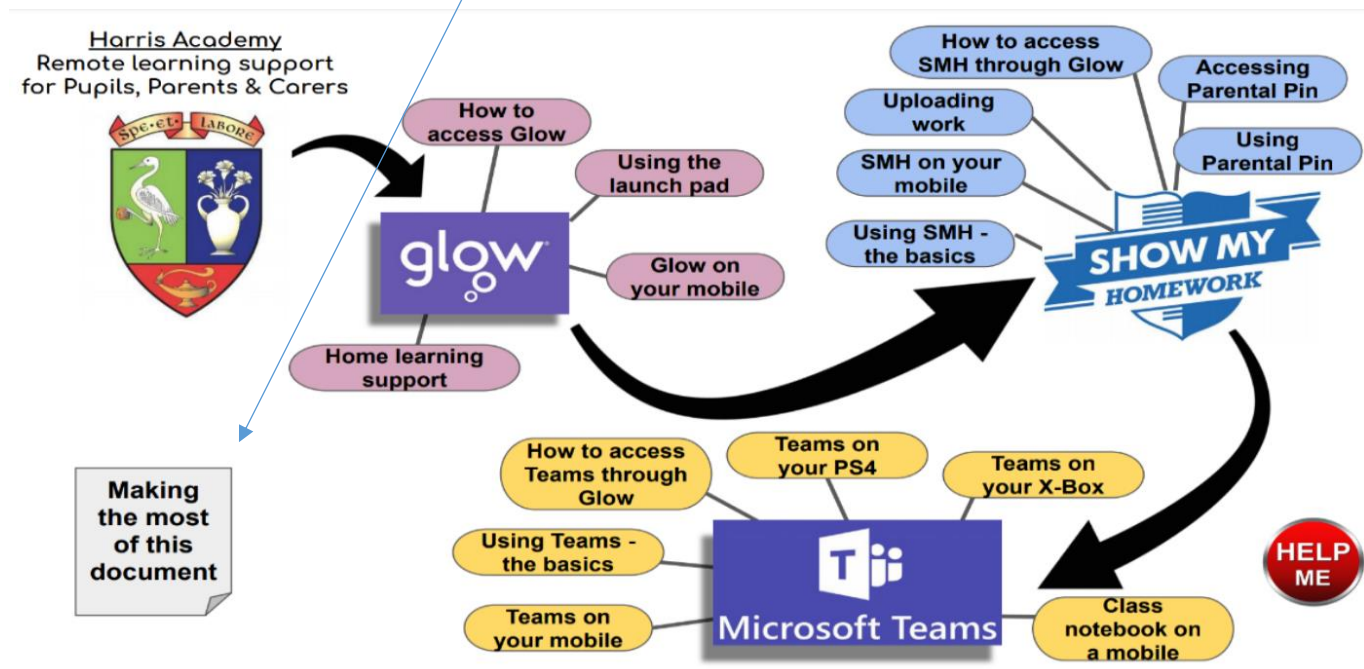 Harris Academy
Remote learning support
for Pupils, Parents & Carers
SPE·ET· LABORE
How to
access Glow
Using the
launch pad
glow
Glow on
your mobile
Home learning
support
How to access
SMH through Glow
Accessing
Parental Pin
Uploading
work
Using
Parental Pin
SMH on your
mobile
Using SMH -
the basics
SHOW MY
HOMEWORK
Making
the most
of this
document
How to access
Teams through
Glow
Teams on
your PS4
Teams on
your X-Box
Using Teams -
the basics
Teams on
your mobile
T
Microsoft Teams
Class
notebook on
a mobile
HELP
ME